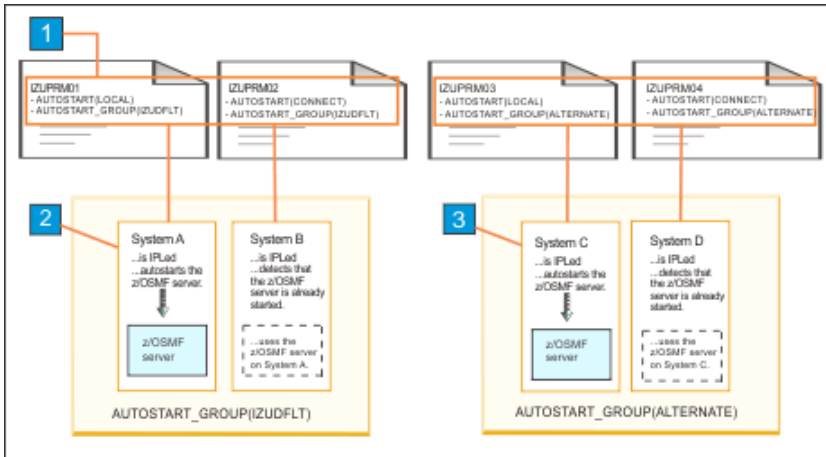 1
IZUPRM01
- AUTOSTART(LOCAL)
- AUTOSTART_GROUP(IZUDFLT)
IZUPRM02
- AUTOSTART(CONNECT)
- AUTOSTART_GROUP(IZUDFLT)
IZUPRM03
- AUTOSTART(LOCAL)
- AUTOSTART_GROUP(ALTERNATE)
IZUPRM04
- AUTOSTART(CONNECT)
- AUTOSTART_GROUP(ALTERNATE)
2
System A
...is IPLed
...autostarts the
z/OSMF server.
z/OSMF
server
System B
...is IPLed
...detects that
the z/OSMF
server is already
started.
...uses the
z/OSMF server
on System A.
AUTOSTART_GROUP(IZUDFLT)
3
System C
...is IPLed
...autostarts the
z/OSMF server.
z/OSMF
server
System D
...is IPLed
...detects that
the z/OSMF
server is already
started.
...uses the
z/OSMF server
on System C.
AUTOSTART_GROUP(ALTERNATE)